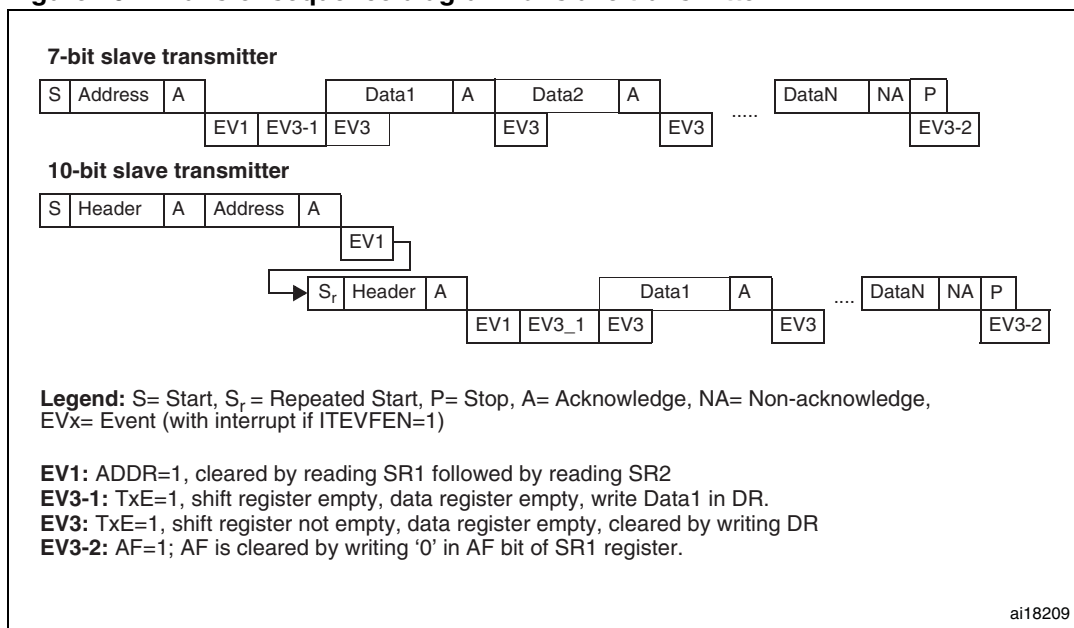 7-bit slave transmitter
S Address A Data1 A Data2 A ..... DataN NA P
EV1 EV3-1 EV3 EV3 EV3 EV3-2
10-bit slave transmitter
S Header A Address A
EV1
Sr Header A Data1 A .... DataN NA P
EV1 EV3_1 EV3 EV3 EV3-2
Legend: S= Start, Sr = Repeated Start, P= Stop, A= Acknowledge, NA= Non-acknowledge,
EVx= Event (with interrupt if ITEVFEN=1)
EV1: ADDR=1, cleared by reading SR1 followed by reading SR2
EV3-1: TxE=1, shift register empty, data register empty, write Data1 in DR.
EV3: TxE=1, shift register not empty, data register empty, cleared by writing DR
EV3-2: AF=1; AF is cleared by writing ‘0’ in AF bit of SR1 register.
ai18209